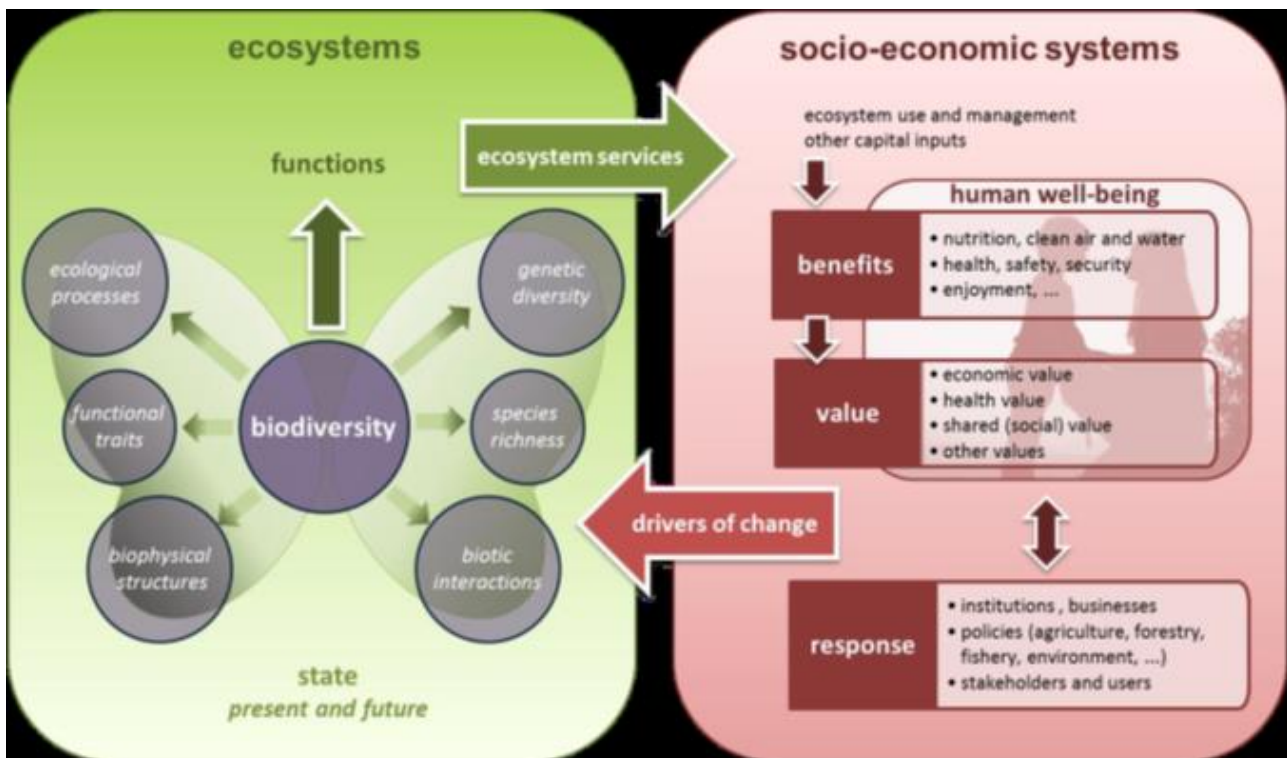 ecosystems
functions
ecosystem services
ecological
processes
genetic
diversity
functional
traits
biodiversity
species
richness
biophysical
structures
biotic
interactions
state
present and future
socio-economic systems
ecosystem use and management
other capital inputs
human well-being
benefits
• nutrition, clean air and water
• health, safety, security
• enjoyment, ...
value
• economic value
• health value
• shared (social) value
• other values
drivers of change
response
• institutions , businesses
• policies (agriculture, forestry,
fishery, environment, ...)
• stakeholders and users